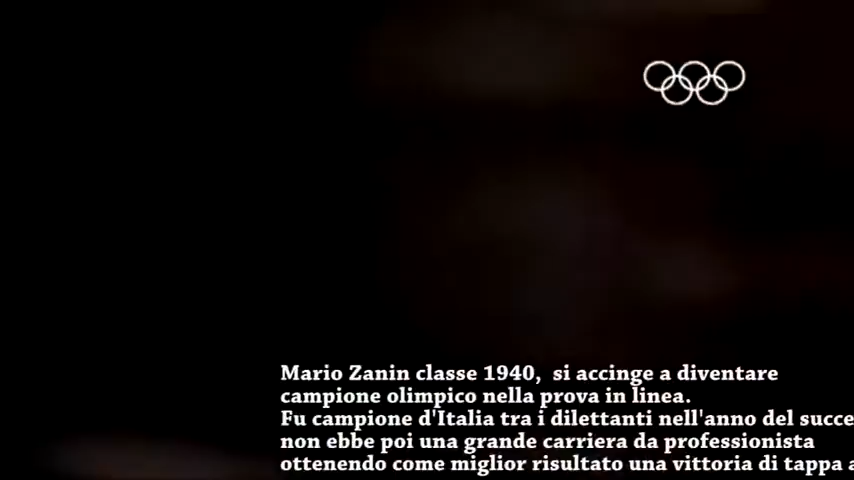 Mario Zanin classe 1940,  si accinge a diventare
campione olimpico nella prova in linea.
Fu campione d'Italia tra i dilettanti nell'anno del
non ebbe poi una grande carriera da professionista
ottenendo come miglior risultato una vittoria di tappa